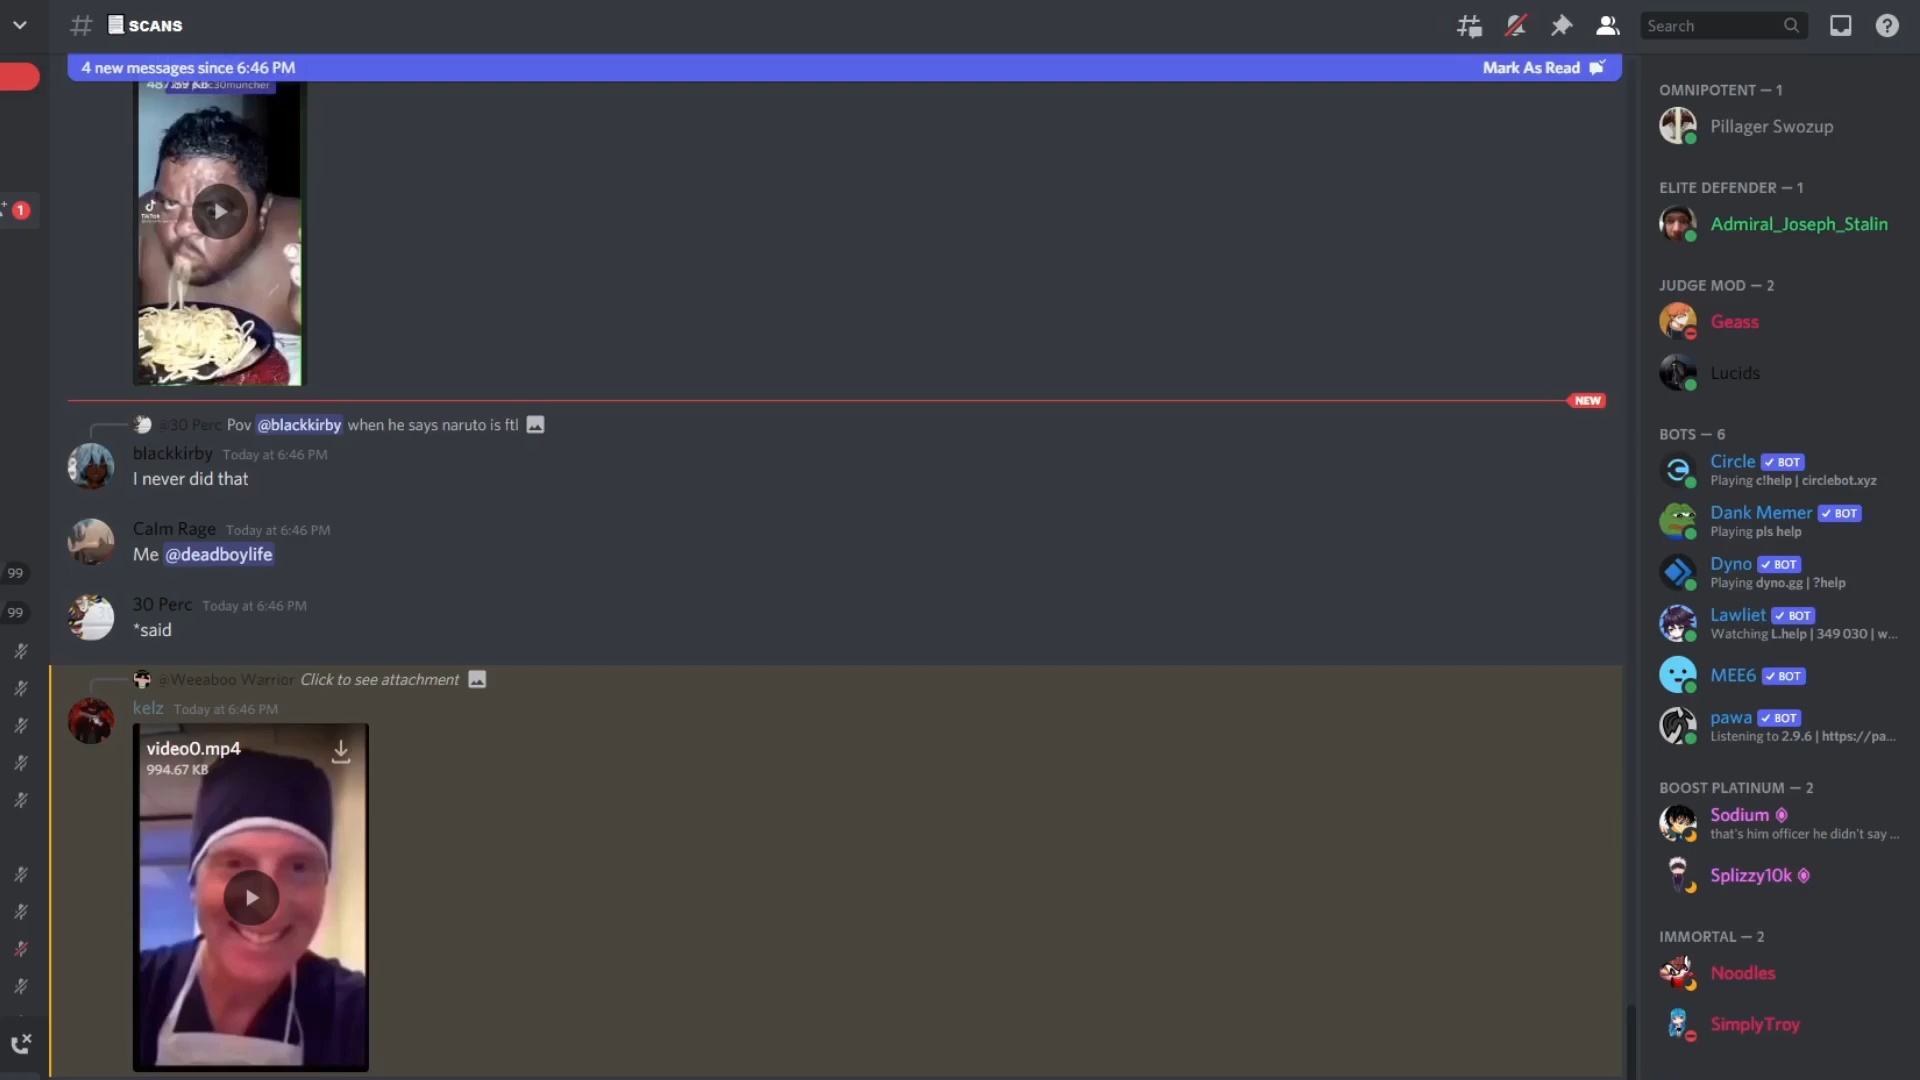 SCANS
Search
4 new messages since 6:46 PM
Mark As Read
TikTok
NEW
@30 Perc Pov @blackkirby when he says naruto is ftl
blackkirby Today at 6:46 PM
I never did that
Calm Rage Today at 6:46 PM
Me @deadboylife
30 Perc Today at 6:46 PM
*said
@Weeaboo Warrior Click to see attachment
kelz Today at 6:46 PM
video0.mp4
994.67 KB
1
99
99
OMNIPOTENT — 1
Pillager Swozup
ELITE DEFENDER — 1
Admiral_Joseph_Stalin
JUDGE MOD — 2
Geass
Lucids
BOTS — 6
Circle BOT
Playing c!help | circlebot.xyz
Dank Memer BOT
Playing pls help
Dyno BOT
Playing dyno.gg | ?help
Lawliet BOT
Watching L.help | 349 030 | w...
MEE6 BOT
pawa BOT
Listening to 2.9.6 | https://pa...
BOOST PLATINUM — 2
Sodium
that's him officer he didn't say ...
Splizzy10k
IMMORTAL — 2
Noodles
SimplyTroy